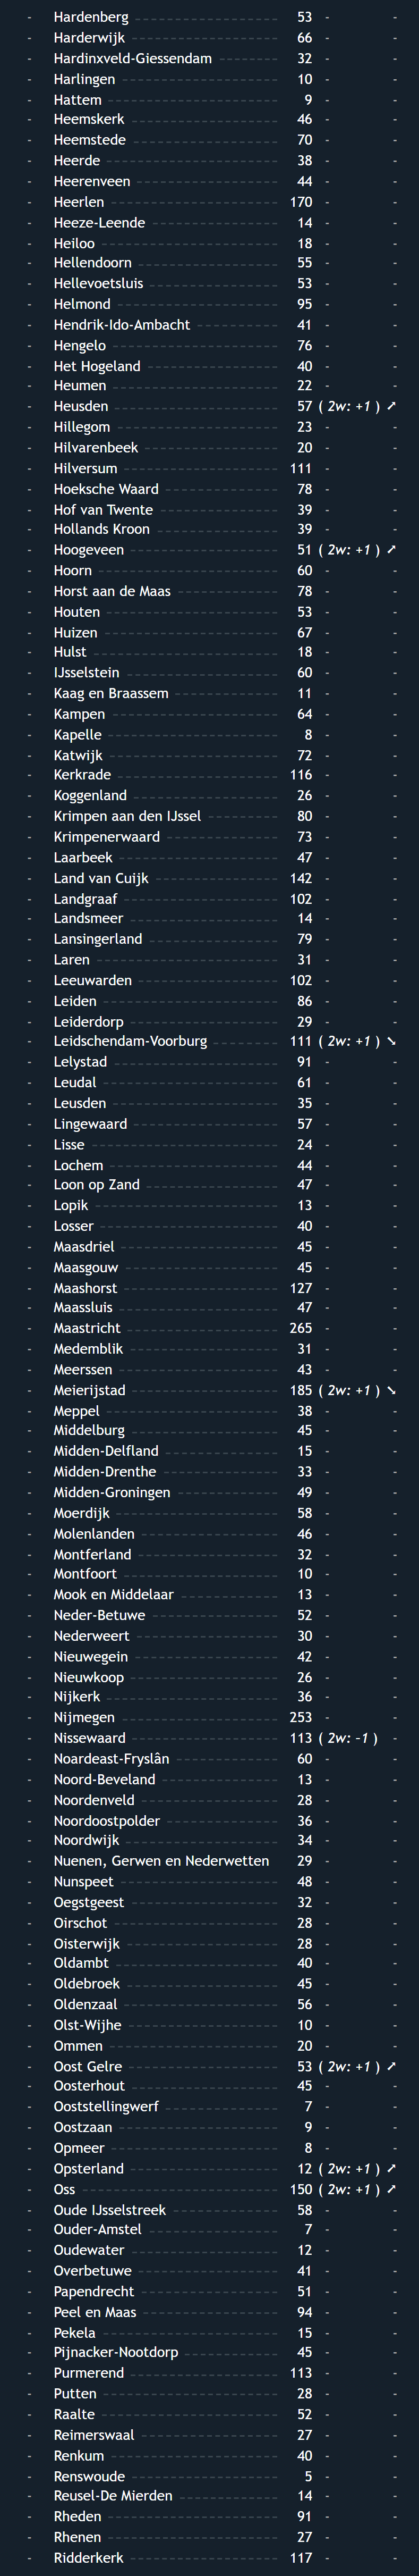 - Hardenberg 53 - -
- Harderwijk 66 - -
- Hardinxveld-Giessendam 32 - -
- Harlingen 10 - -
- Hattem 9 - -
- Heemskerk 46 - -
- Heemstede 70 - -
- Heerde 38 - -
- Heerenveen 44 - -
- Heerlen 170 - -
- Heeze-Leende 14 - -
- Heiloo 18 - -
- Hellendoorn 55 - -
- Hellevoetsluis 53 - -
- Helmond 95 - -
- Hendrik-Ido-Ambacht 41 - -
- Hengelo 76 - -
- Het Hogeland 40 - -
- Heumen 22 - -
- Heusden 57 ( 2w: +1 ) ➚
- Hillegom 23 - -
- Hilvarenbeek 20 - -
- Hilversum 111 - -
- Hoeksche Waard 78 - -
- Hof van Twente 39 - -
- Hollands Kroon 39 - -
- Hoogeveen 51 ( 2w: +1 ) ➚
- Hoorn 60 - -
- Horst aan de Maas 78 - -
- Houten 53 - -
- Huizen 67 - -
- Hulst 18 - -
- IJsselstein 60 - -
- Kaag en Braassem 11 - -
- Kampen 64 - -
- Kapelle 8 - -
- Katwijk 72 - -
- Kerkrade 116 - -
- Koggenland 26 - -
- Krimpen aan den IJssel 80 - -
- Krimpenerwaard 73 - -
- Laarbeek 47 - -
- Land van Cuijk 142 - -
- Landgraaf 102 - -
- Landsmeer 14 - -
- Lansingerland 79 - -
- Laren 31 - -
- Leeuwarden 102 - -
- Leiden 86 - -
- Leiderdorp 29 - -
- Leidschendam-Voorburg 111 ( 2w: +1 ) ➘
- Lelystad 91 - -
- Leudal 61 - -
- Leusden 35 - -
- Lingewaard 57 - -
- Lisse 24 - -
- Lochem 44 - -
- Loon op Zand 47 - -
- Lopik 13 - -
- Losser 40 - -
- Maasdriel 45 - -
- Maasgouw 45 - -
- Maashorst 127 - -
- Maassluis 47 - -
- Maastricht 265 - -
- Medemblik 31 - -
- Meerssen 43 - -
- Meierijstad 185 ( 2w: +1 ) ➘
- Meppel 38 - -
- Middelburg 45 - -
- Midden-Delfland 15 - -
- Midden-Drenthe 33 - -
- Midden-Groningen 49 - -
- Moerdijk 58 - -
- Molenlanden 46 - -
- Montferland 32 - -
- Montfoort 10 - -
- Mook en Middelaar 13 - -
- Neder-Betuwe 52 - -
- Nederweert 30 - -
- Nieuwegein 42 - -
- Nieuwkoop 26 - -
- Nijkerk 36 - -
- Nijmegen 253 - -
- Nissewaard 113 ( 2w: -1 ) -
- Noardeast-Fryslân 60 - -
- Noord-Beveland 13 - -
- Noordenveld 28 - -
- Noordoostpolder 36 - -
- Noordwijk 34 - -
- Nuenen, Gerwen en Nederwetten 29 - -
- Nunspeet 48 - -
- Oegstgeest 32 - -
- Oirschot 28 - -
- Oisterwijk 28 - -
- Oldambt 40 - -
- Oldebroek 45 - -
- Oldenzaal 56 - -
- Olst-Wijhe 10 - -
- Ommen 20 - -
- Oost Gelre 53 ( 2w: +1 ) ➚
- Oosterhout 45 - -
- Ooststellingwerf 7 - -
- Oostzaan 9 - -
- Opmeer 8 - -
- Opsterland 12 ( 2w: +1 ) ➚
- Oss 150 ( 2w: +1 ) ➚
- Oude IJsselstreek 58 - -
- Ouder-Amstel 7 - -
- Oudewater 12 - -
- Overbetuwe 41 - -
- Papendrecht 51 - -
- Peel en Maas 94 - -
- Pekela 15 - -
- Pijnacker-Nootdorp 45 - -
- Purmerend 113 - -
- Putten 28 - -
- Raalte 52 - -
- Reimerswaal 27 - -
- Renkum 40 - -
- Renswoude 5 - -
- Reusel-De Mierden 14 - -
- Rheden 91 - -
- Rhenen 27 - -
- Ridderkerk 117 - -